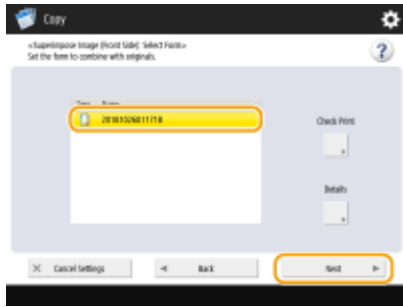 Copy
<Superimpose Image (Front Side): Select Form>
Set the form to combine with originals.
?
Type Name
20161026011718
Check Print
Details
Cancel Settings
Back
Next